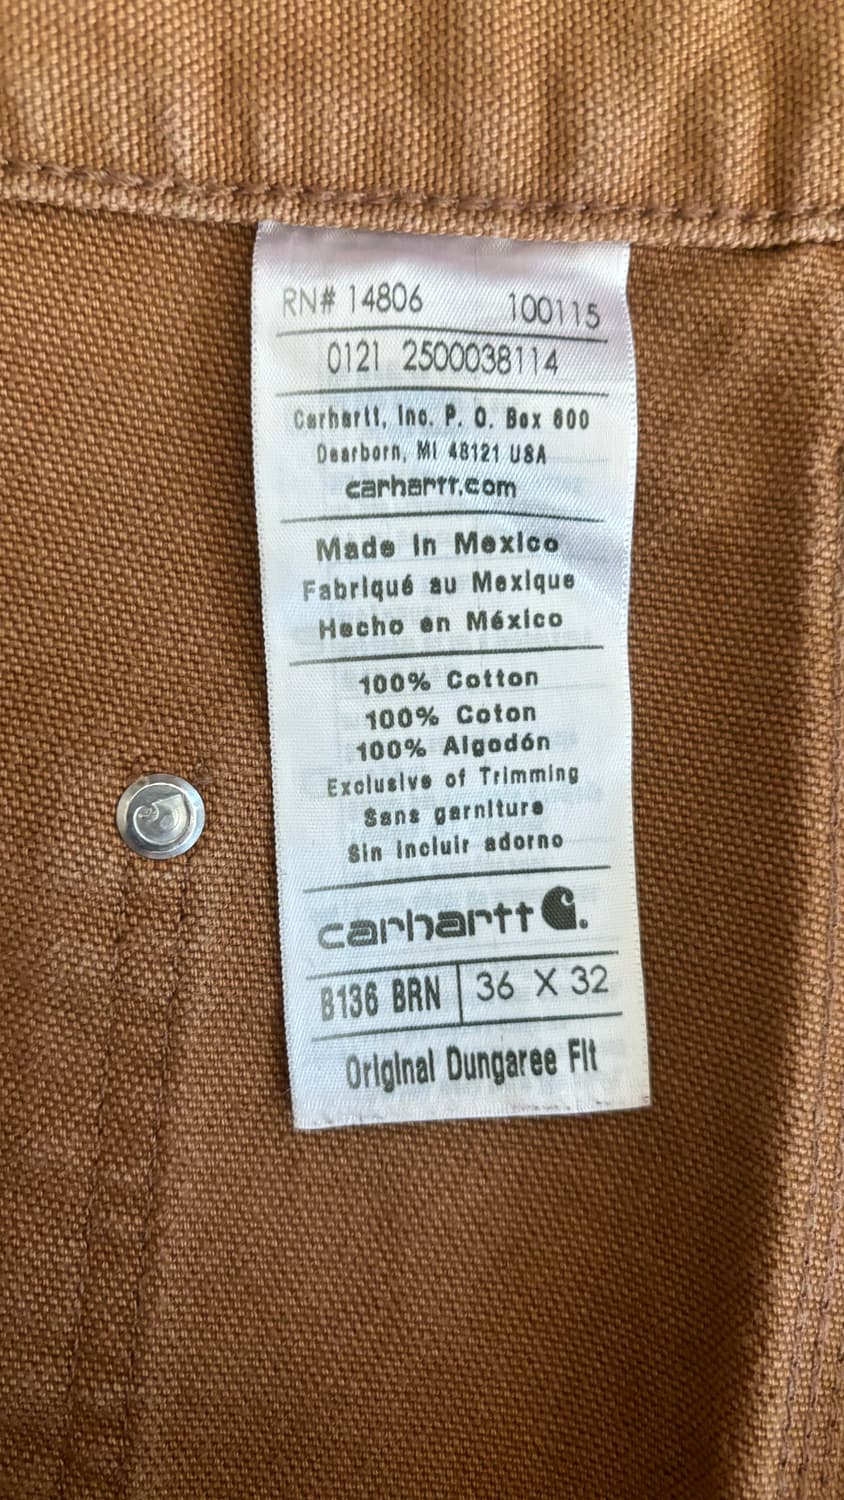 RN# 14806 100115
0121 2500038114
Carhartt, Inc. P. O. Box 600
Dearborn, MI 48121 USA
carhartt.com
Made in Mexico
Fabriqué au Mexique
Hecho en México
100% Cotton
100% Coton
100% Algodón
Exclusive of Trimming
Sans garniture
Sin incluir adorno
carhartt
B136 BRN 36 X 32
Original Dungaree Fit